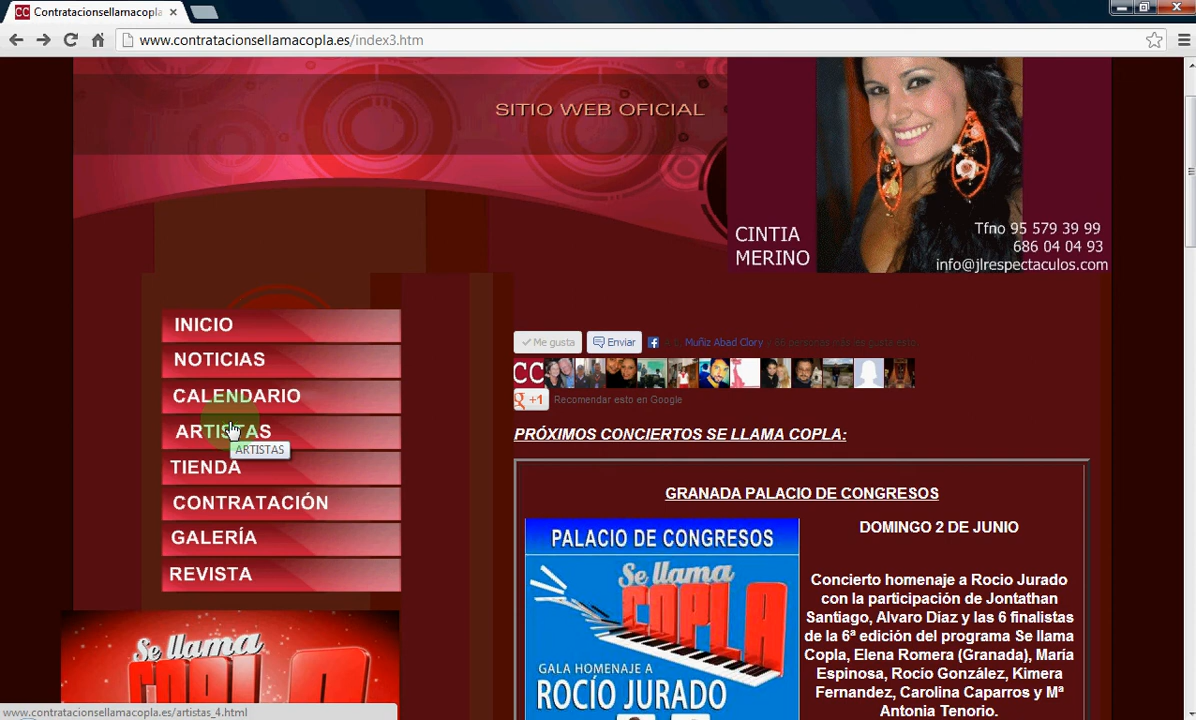 Contratacionsellamacopla
www.contratacionsellamacopla.es/index3.htm
SITIO WEB OFICIAL
CINTIA
MERINO
Tfno 95 579 39 99
686 04 04 93
info@jlrespectaculos.com
INICIO
NOTICIAS
CALENDARIO
ARTISTAS
ARTISTAS
TIENDA
CONTRATACIÓN
GALERÍA
REVISTA
Se llama
COPLA
Me gusta
Enviar
Muñiz Abad Clory
CC
+1
Recomendar esto en Google
PRÓXIMOS CONCIERTOS SE LLAMA COPLA:
GRANADA PALACIO DE CONGRESOS
PALACIO DE CONGRESOS
Se llama
COPLA
GALA HOMENAJE A
ROCÍO JURADO
DOMINGO 2 DE JUNIO
Concierto homenaje a Rocio Jurado
con la participación de Jontathan
Santiago, Alvaro Díaz y las 6 finalistas
de la 6ª edición del programa Se llama
Copla, Elena Romera (Granada), María
Espinosa, Rocío González, Kimera
Fernandez, Carolina Caparros y Mª
Antonia Tenorio.
www.contratacionsellamacopla.es/artistas_4.html